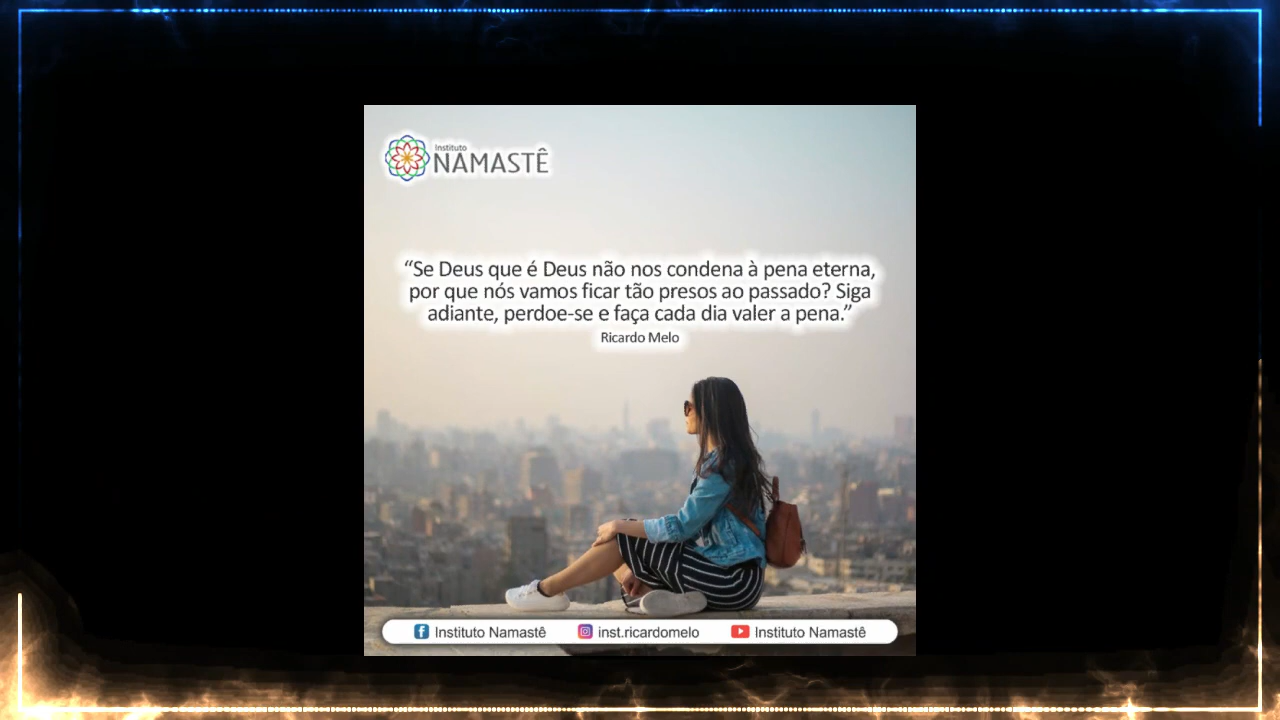 Instituto
NAMASTÊ
“Se Deus que é Deus não nos condena à pena eterna,
por que nós vamos ficar tão presos ao passado? Siga
adiante, perdoe-se e faça cada dia valer a pena.”
Ricardo Melo
Instituto Namastê inst.ricardomelo Instituto Namastê